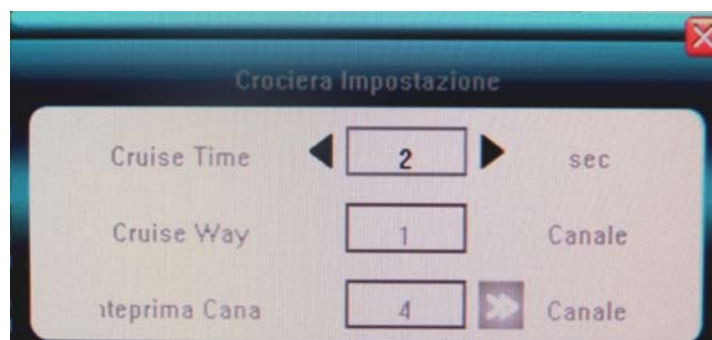 Crociera Impostazione
Cruise Time 2 sec
Cruise Way 1 Canale
nteprima Cana 4 Canale